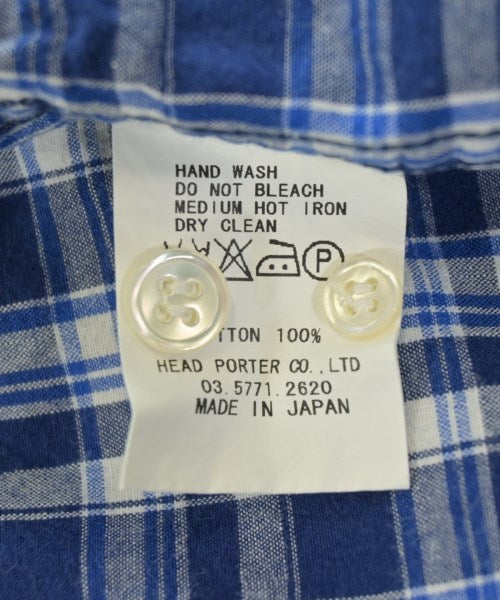 HAND WASH
DO NOT BLEACH
MEDIUM HOT IRON
DRY CLEAN
P
TTON 100%
HEAD PORTER CO.,LTD
03.5771.2620
MADE IN JAPAN